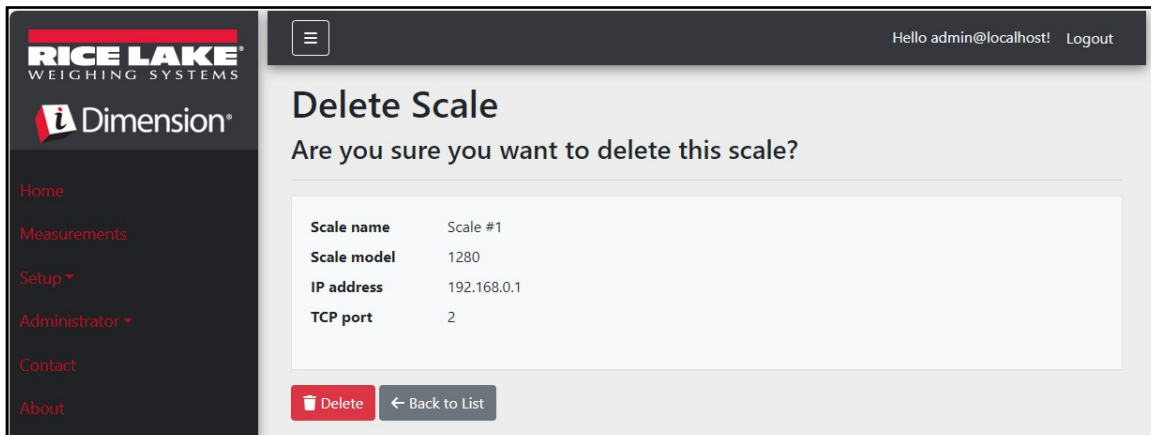 RICE LAKE®
WEIGHING SYSTEMS
i Dimension®
Home
Measurements
Setup
Administrator
Contact
About
Hello admin@localhost! Logout
Delete Scale
Are you sure you want to delete this scale?
Scale name Scale #1
Scale model 1280
IP address 192.168.0.1
TCP port 2
Delete ← Back to List